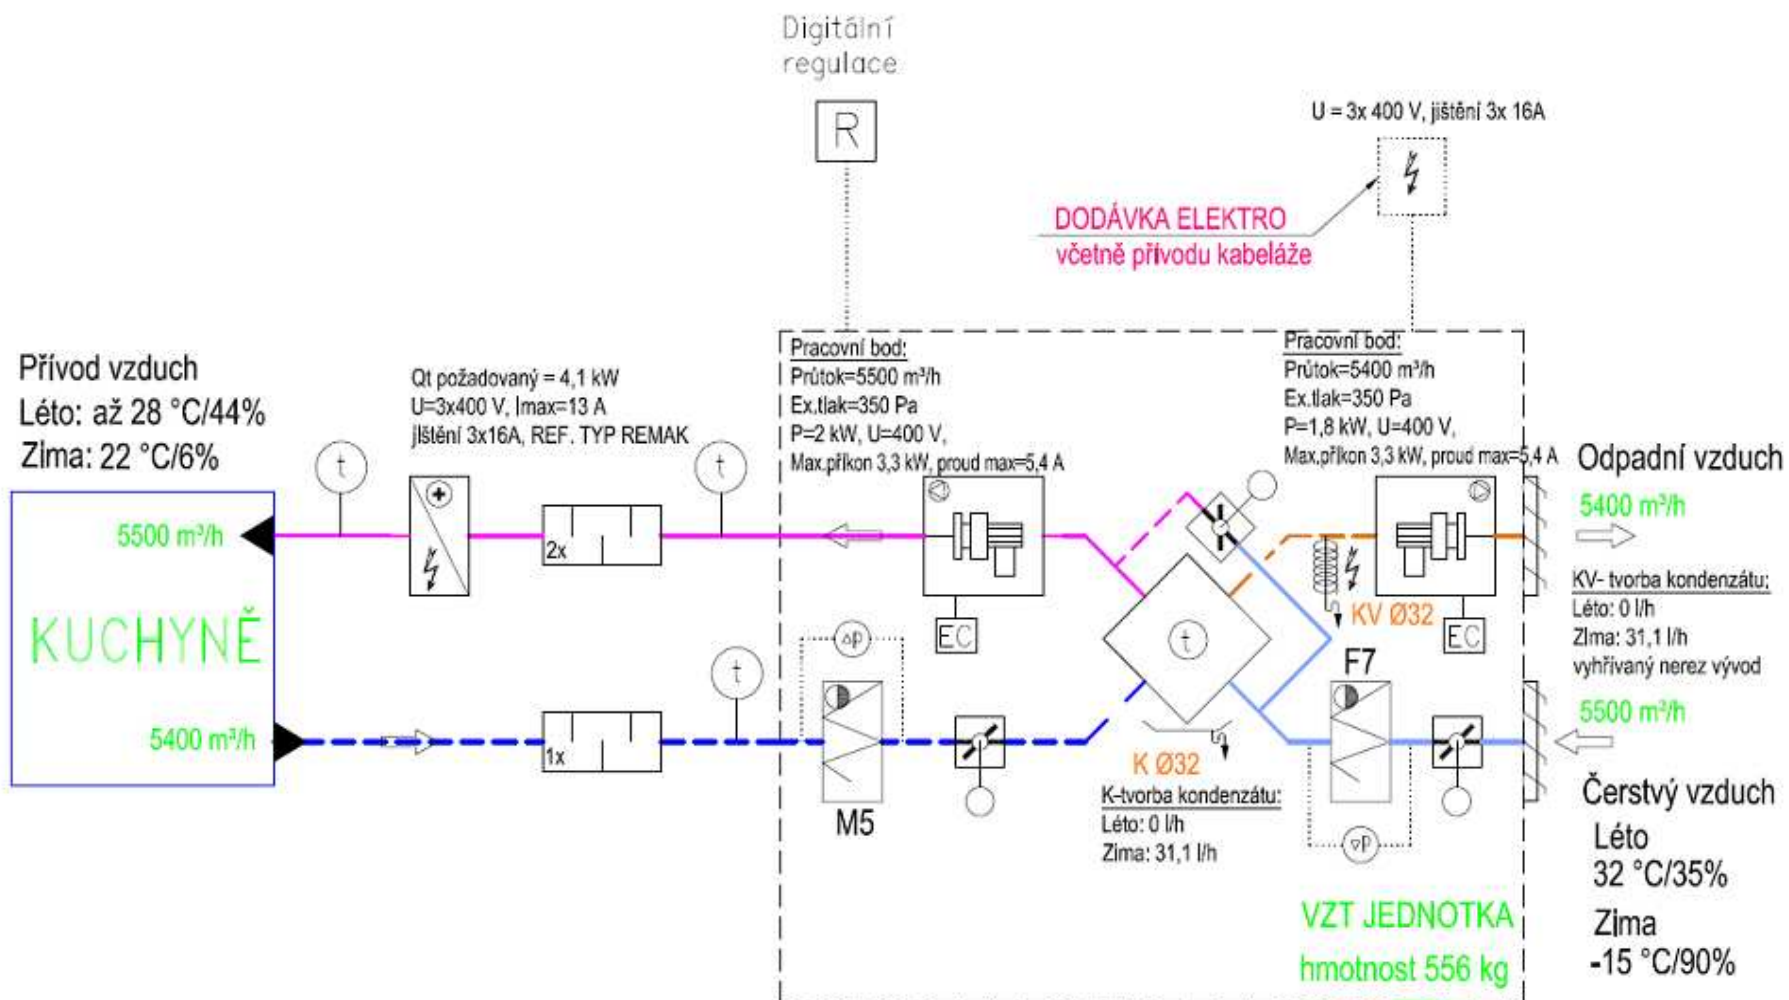 Digitální
regulace
R
U = 3x 400 V, jištění 3x 16A
DODÁVKA ELEKTRO
včetně přívodu kabeláže
Přívod vzduch
Léto: až 28 °C/44%
Zima: 22 °C/6%
Qt požadovaný = 4,1 kW
U=3x400 V, Imax=13 A
jištění 3x16A, REF. TYP REMAK
Pracovní bod:
Průtok=5500 m³/h
Ex.tlak=350 Pa
P=2 kW, U=400 V,
Max.příkon 3,3 kW, proud max=5,4 A
Pracovní bod:
Průtok=5400 m³/h
Ex.tlak=350 Pa
P=1,8 kW, U=400 V,
Max.příkon 3,3 kW, proud max=5,4 A
Odpadní vzduch
5400 m³/h
t
t
5500 m³/h
2x
KUCHYNĚ
EC
Δp
t
t
KV Ø32
EC
KV- tvorba kondenzátu:
Léto: 0 l/h
Zima: 31,1 l/h
vyhřívaný nerez vývod
F7
5400 m³/h
1x
M5
K Ø32
K-tvorba kondenzátu:
Léto: 0 l/h
Zima: 31,1 l/h
∇p
5500 m³/h
Čerstvý vzduch
Léto
32 °C/35%
Zima
-15 °C/90%
VZT JEDNOTKA
hmotnost 556 kg